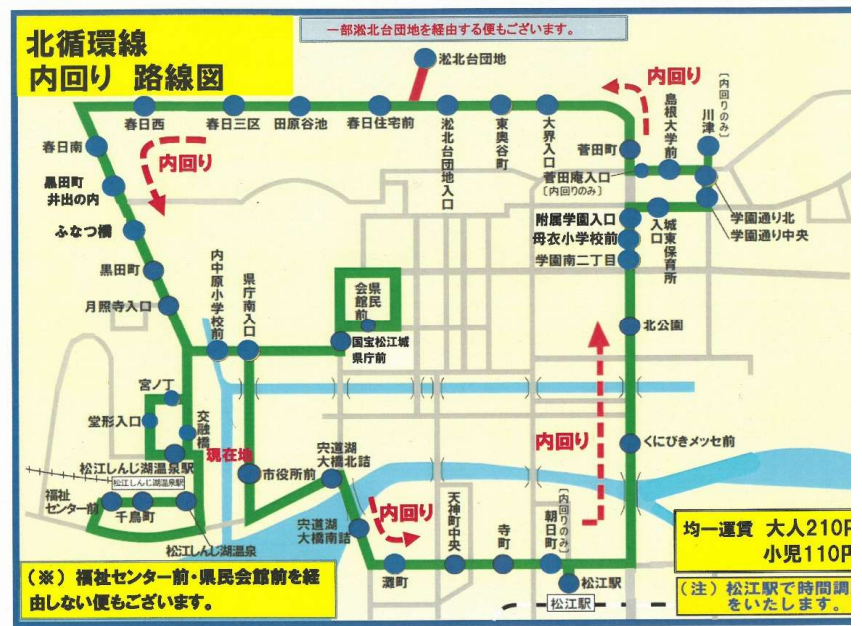 北循環線
内回り 路線図
一部淞北台団地を経由する便もございます。
淞北台団地
内回り
〔内回りのみ〕
川津
島根大学前
春日西
春日三区
田原谷池
春日住宅前
淞北台団地入口
東奥谷町
大界入口
菅田町
菅田庵入口
〔内回りのみ〕
春日南
内回り
黒田町
井出の内
ふなつ橋
黒田町
月照寺入口
附属学園入口
母衣小学校前
学園南二丁目
城東保育所
入口
学園通り北
学園通り中央
内中原小学校前
県庁南入口
県民
会館前
国宝松江城
県庁前
北公園
宮ノ丁
堂形入口
交融橋
松江しんじ湖温泉駅
松江しんじ湖温泉駅
現在地
市役所前
宍道湖
大橋北詰
内回り
くにびきメッセ前
福祉
センター前
千鳥町
松江しんじ湖温泉
宍道湖
大橋南詰
内回り
灘町
天神町中央
寺町
〔内回りのみ〕
朝日町
松江駅
松江駅
均一運賃 大人210円
小児110円
(※) 福祉センター前・県民会館前を経
由しない便もございます。
(注) 松江駅で時間調
をいたします。